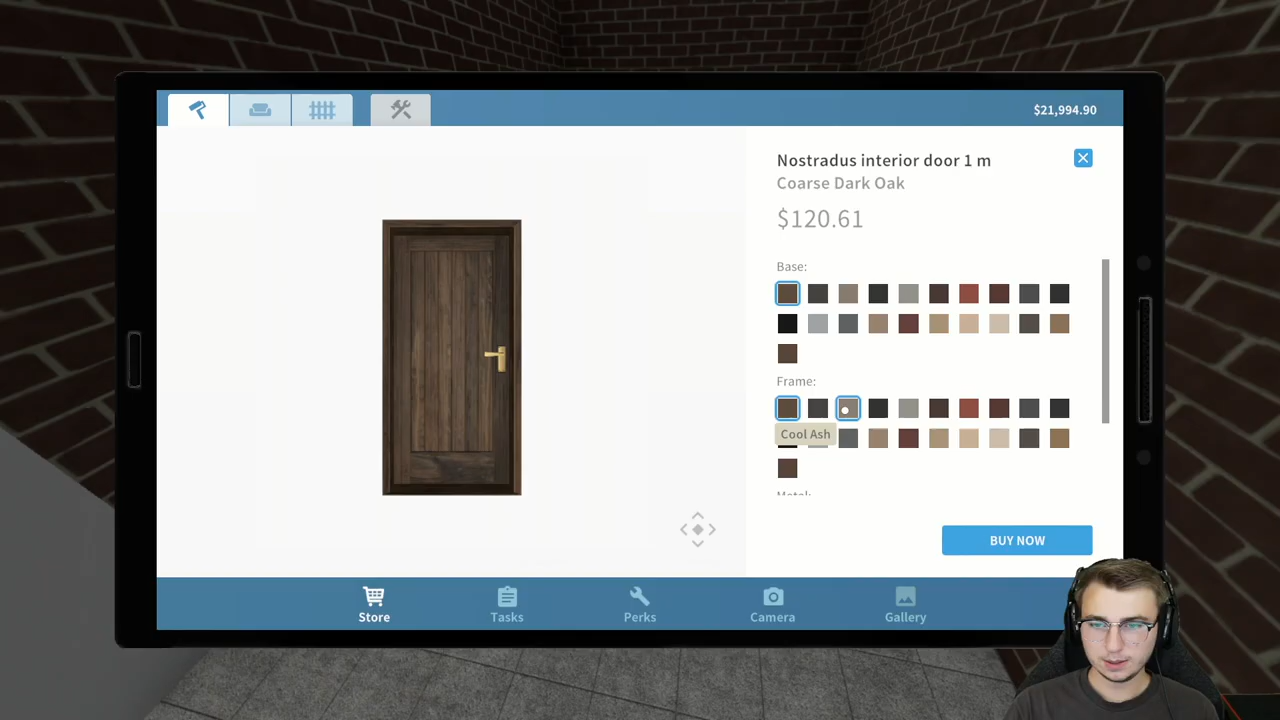 $21,994.90
Nostradus interior door 1 m
Coarse Dark Oak
$120.61
Base:
Frame:
Cool Ash
Metal:
BUY NOW
Store
Tasks
Perks
Camera
Gallery